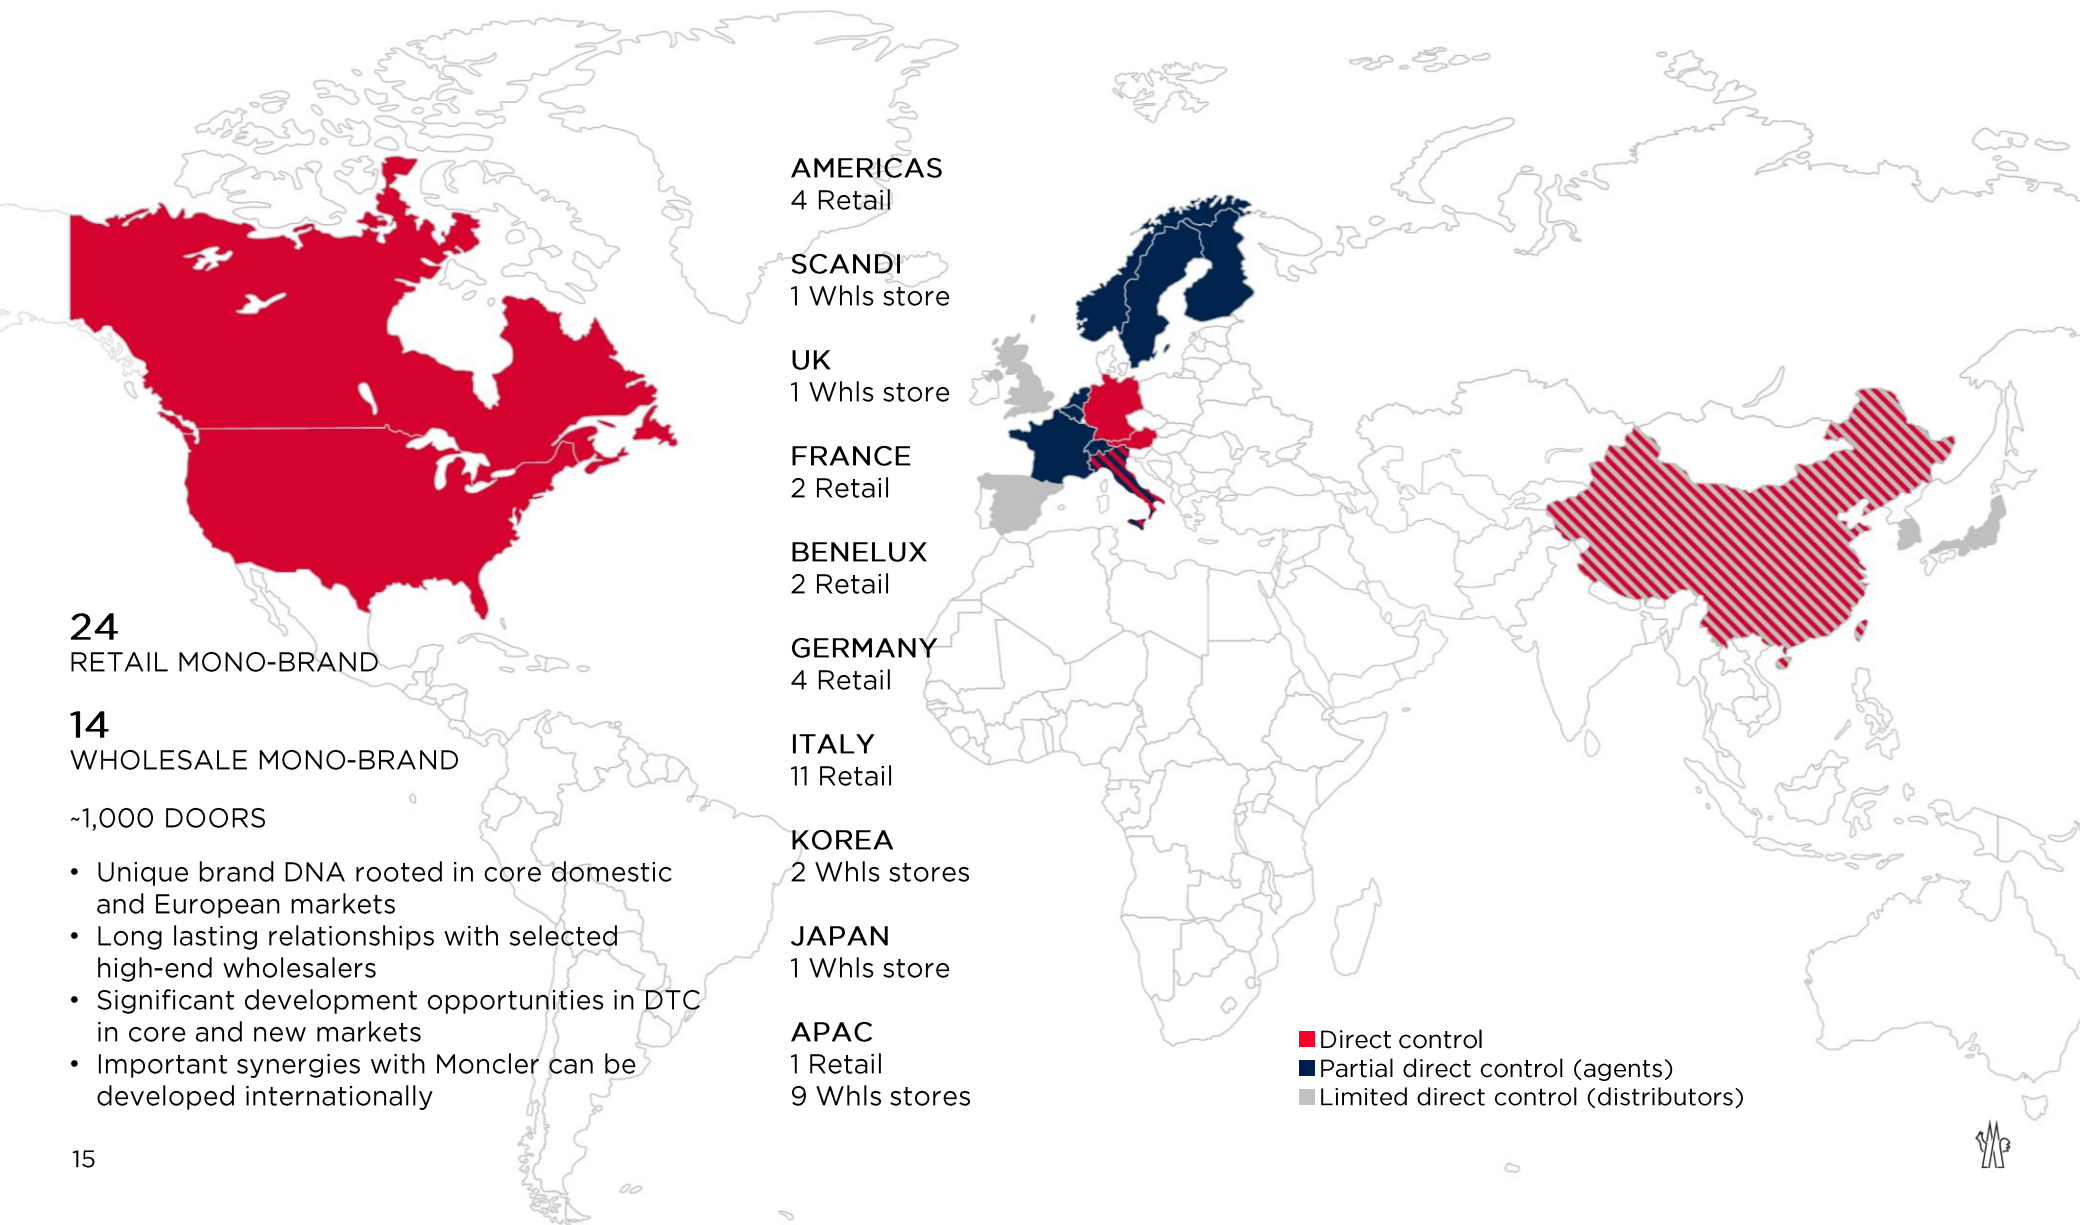 AMERICAS
4 Retail
SCANDI
1 Whls store
UK
1 Whls store
FRANCE
2 Retail
BENELUX
2 Retail
GERMANY
4 Retail
ITALY
11 Retail
KOREA
2 Whls stores
JAPAN
1 Whls store
APAC
1 Retail
9 Whls stores
24
RETAIL MONO-BRAND
14
WHOLESALE MONO-BRAND
~1,000 DOORS
• Unique brand DNA rooted in core domestic
and European markets
• Long lasting relationships with selected
high-end wholesalers
• Significant development opportunities in DTC
in core and new markets
• Important synergies with Moncler can be
developed internationally
Direct control
Partial direct control (agents)
Limited direct control (distributors)
15